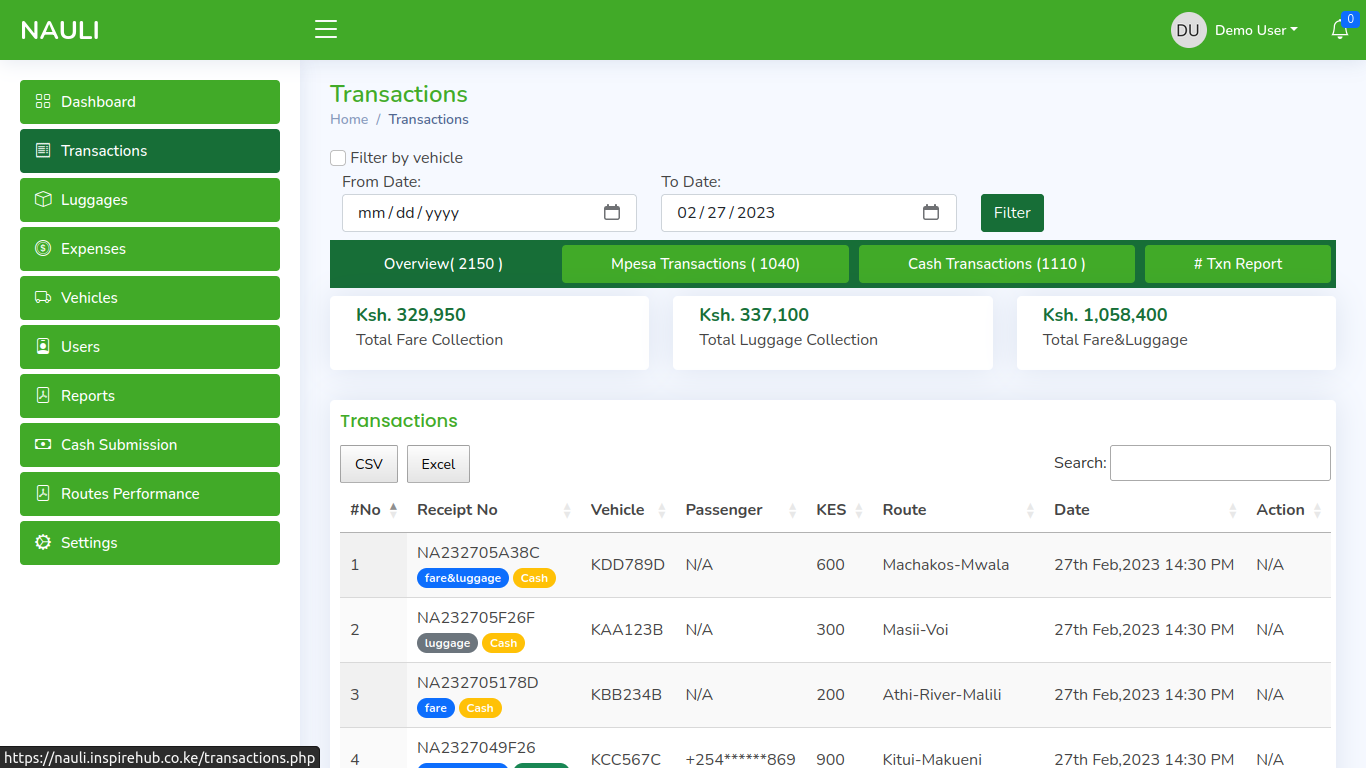 NAULI
DU Demo User 0
Dashboard
Transactions
Luggages
Expenses
Vehicles
Users
Reports
Cash Submission
Routes Performance
Settings
Transactions
Home / Transactions
Filter by vehicle
From Date: To Date:
mm/dd/yyyy 02/27/2023 Filter
Overview( 2150 ) Mpesa Transactions ( 1040) Cash Transactions (1110 ) # Txn Report
Ksh. 329,950 Ksh. 337,100 Ksh. 1,058,400
Total Fare Collection Total Luggage Collection Total Fare&Luggage
Transactions
CSV Excel Search:
#No Receipt No Vehicle Passenger KES Route Date Action
NA232705A38C
1 KDD789D N/A 600 Machakos-Mwala 27th Feb,2023 14:30 PM N/A
fare&luggage Cash
NA232705F26F
2 KAA123B N/A 300 Masii-Voi 27th Feb,2023 14:30 PM N/A
luggage Cash
NA232705178D
3 KBB234B N/A 200 Athi-River-Malili 27th Feb,2023 14:30 PM N/A
fare Cash
NA2327049F26
4 KCC567C +254******869 900 Kitui-Makueni 27th Feb,2023 14:30 PM N/A
https://nauli.inspirehub.co.ke/transactions.php